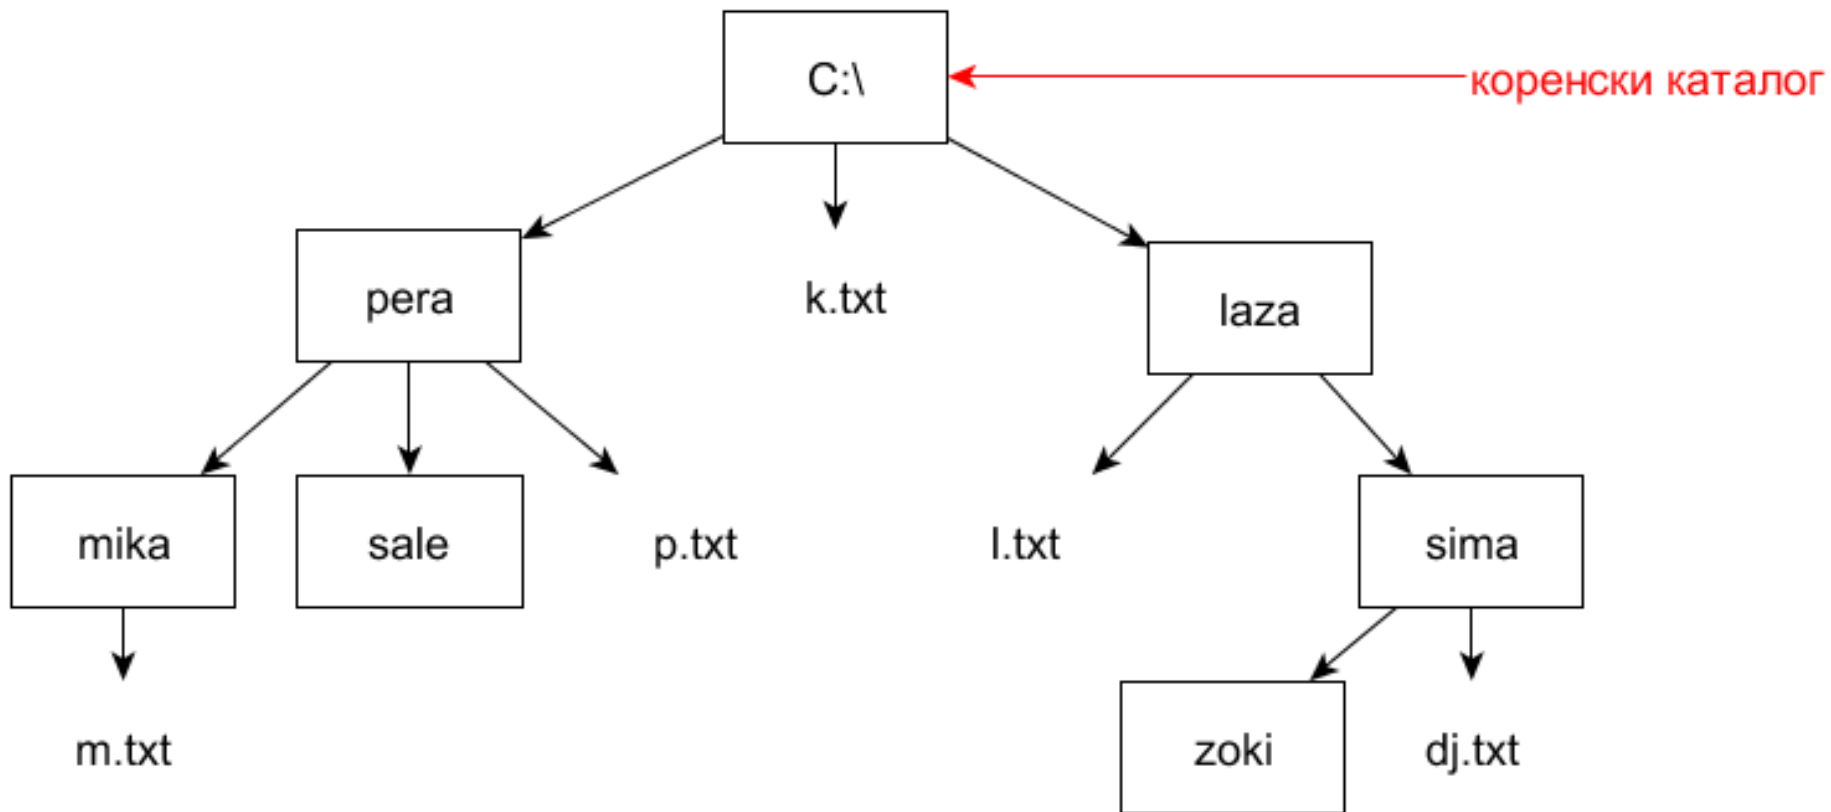 C:\
коренски каталог
pera
k.txt
laza
mika
sale
p.txt
l.txt
sima
m.txt
zoki
dj.txt